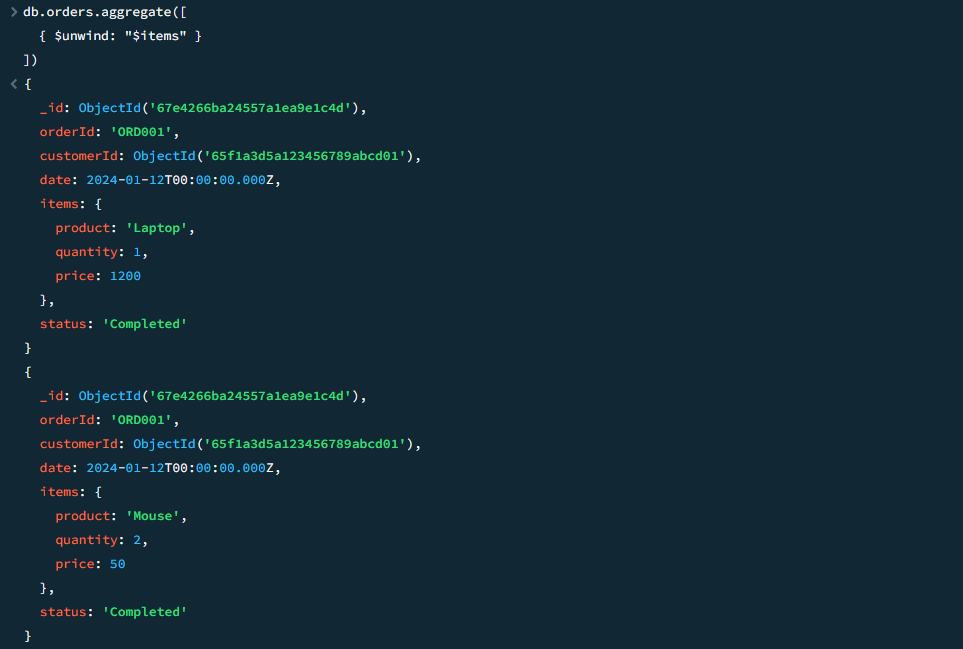 > db.orders.aggregate([
{ $unwind: "$items" }
])
< {
_id: ObjectId('67e4266ba24557a1ea9e1c4d'),
orderId: 'ORD001',
customerId: ObjectId('65f1a3d5a123456789abcd01'),
date: 2024-01-12T00:00:00.000Z,
items: {
product: 'Laptop',
quantity: 1,
price: 1200
},
status: 'Completed'
}
{
_id: ObjectId('67e4266ba24557a1ea9e1c4d'),
orderId: 'ORD001',
customerId: ObjectId('65f1a3d5a123456789abcd01'),
date: 2024-01-12T00:00:00.000Z,
items: {
product: 'Mouse',
quantity: 2,
price: 50
},
status: 'Completed'
}